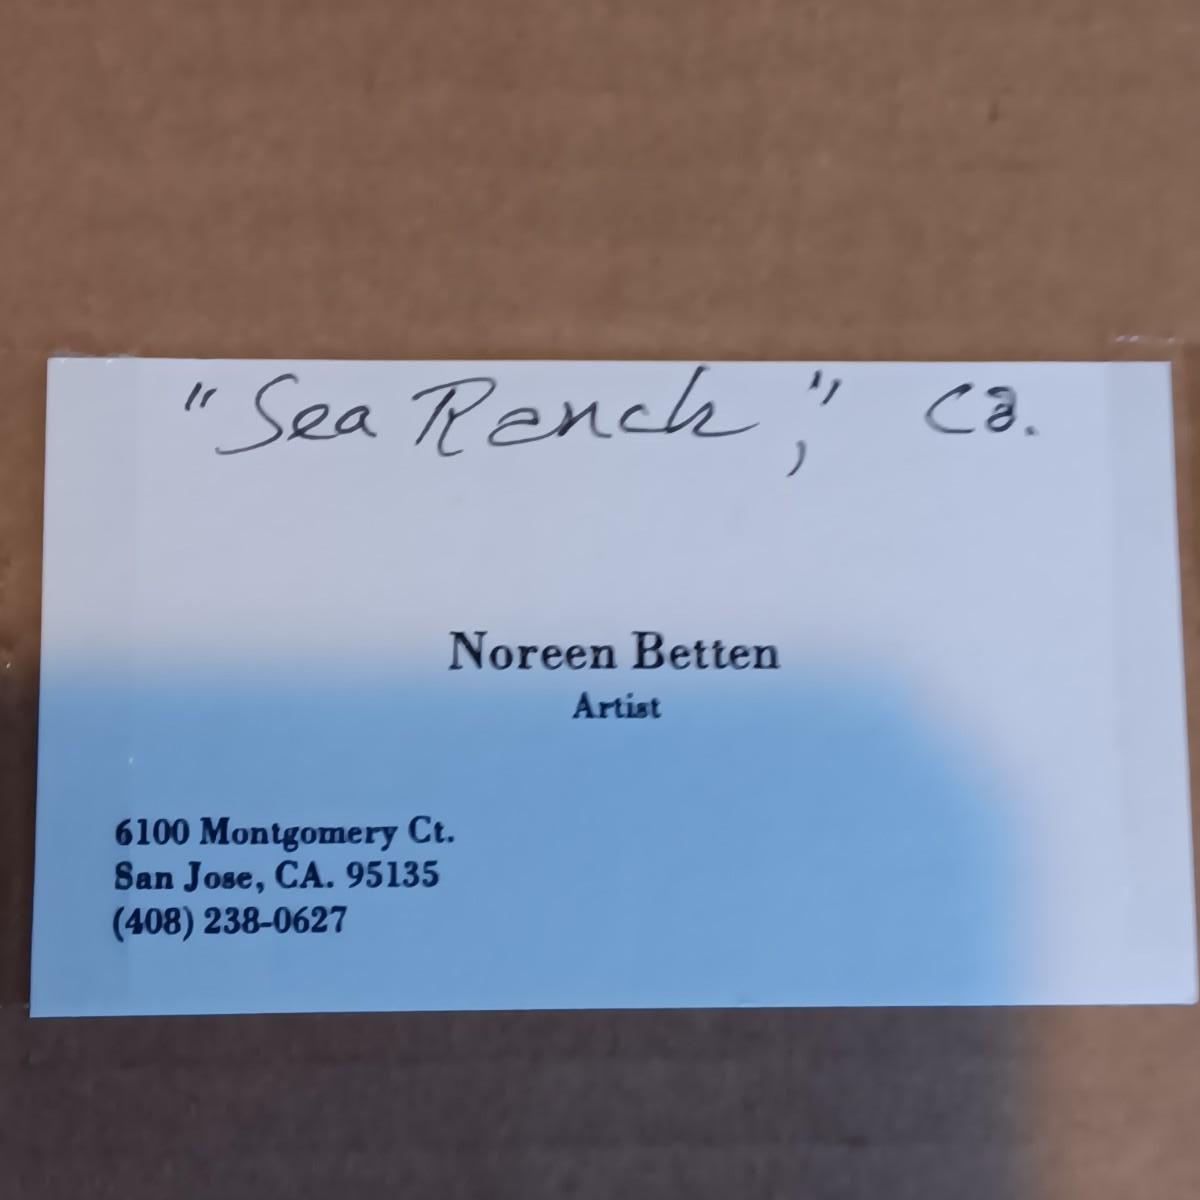 "Sea Ranch," Ca.
Noreen Betten
Artist
6100 Montgomery Ct.
San Jose, CA. 95135
(408) 238-0627